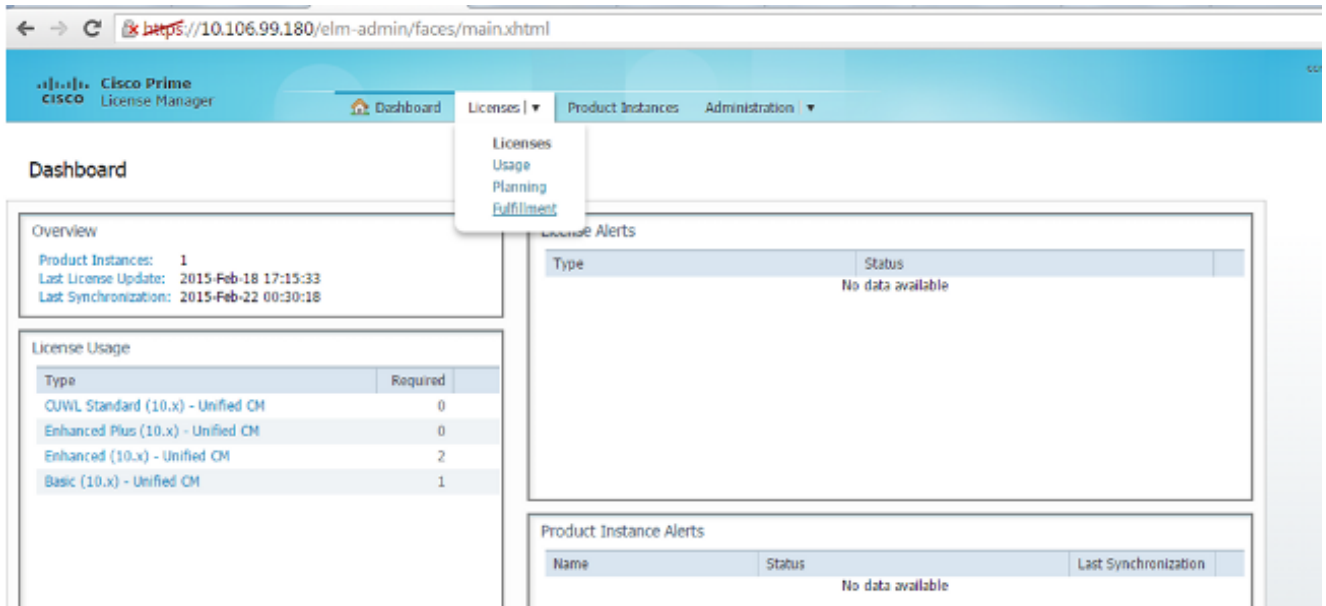 https://10.106.99.180/elm-admin/faces/main.xhtml
Cisco Prime
CISCO License Manager
Dashboard Licenses | ▾ Product Instances Administration | ▾
Licenses
Usage
Planning
Fulfillment
Dashboard
Overview
Product Instances: 1
Last License Update: 2015-Feb-18 17:15:33
Last Synchronization: 2015-Feb-22 00:30:18
License Usage
Type Required
CUWL Standard (10.x) - Unified CM 0
Enhanced Plus (10.x) - Unified CM 0
Enhanced (10.x) - Unified CM 2
Basic (10.x) - Unified CM 1
License Alerts
Type Status
No data available
Product Instance Alerts
Name Status Last Synchronization
No data available